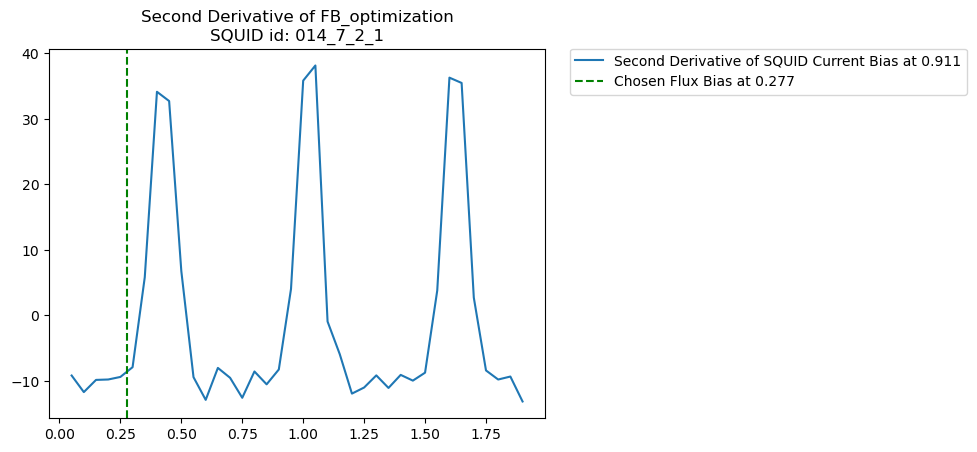 Second Derivative of FB_optimization
SQUID id: 014_7_2_1
Second Derivative of SQUID Current Bias at 0.911
Chosen Flux Bias at 0.277
40
30
20
10
0
−10
0.00 0.25 0.50 0.75 1.00 1.25 1.50 1.75